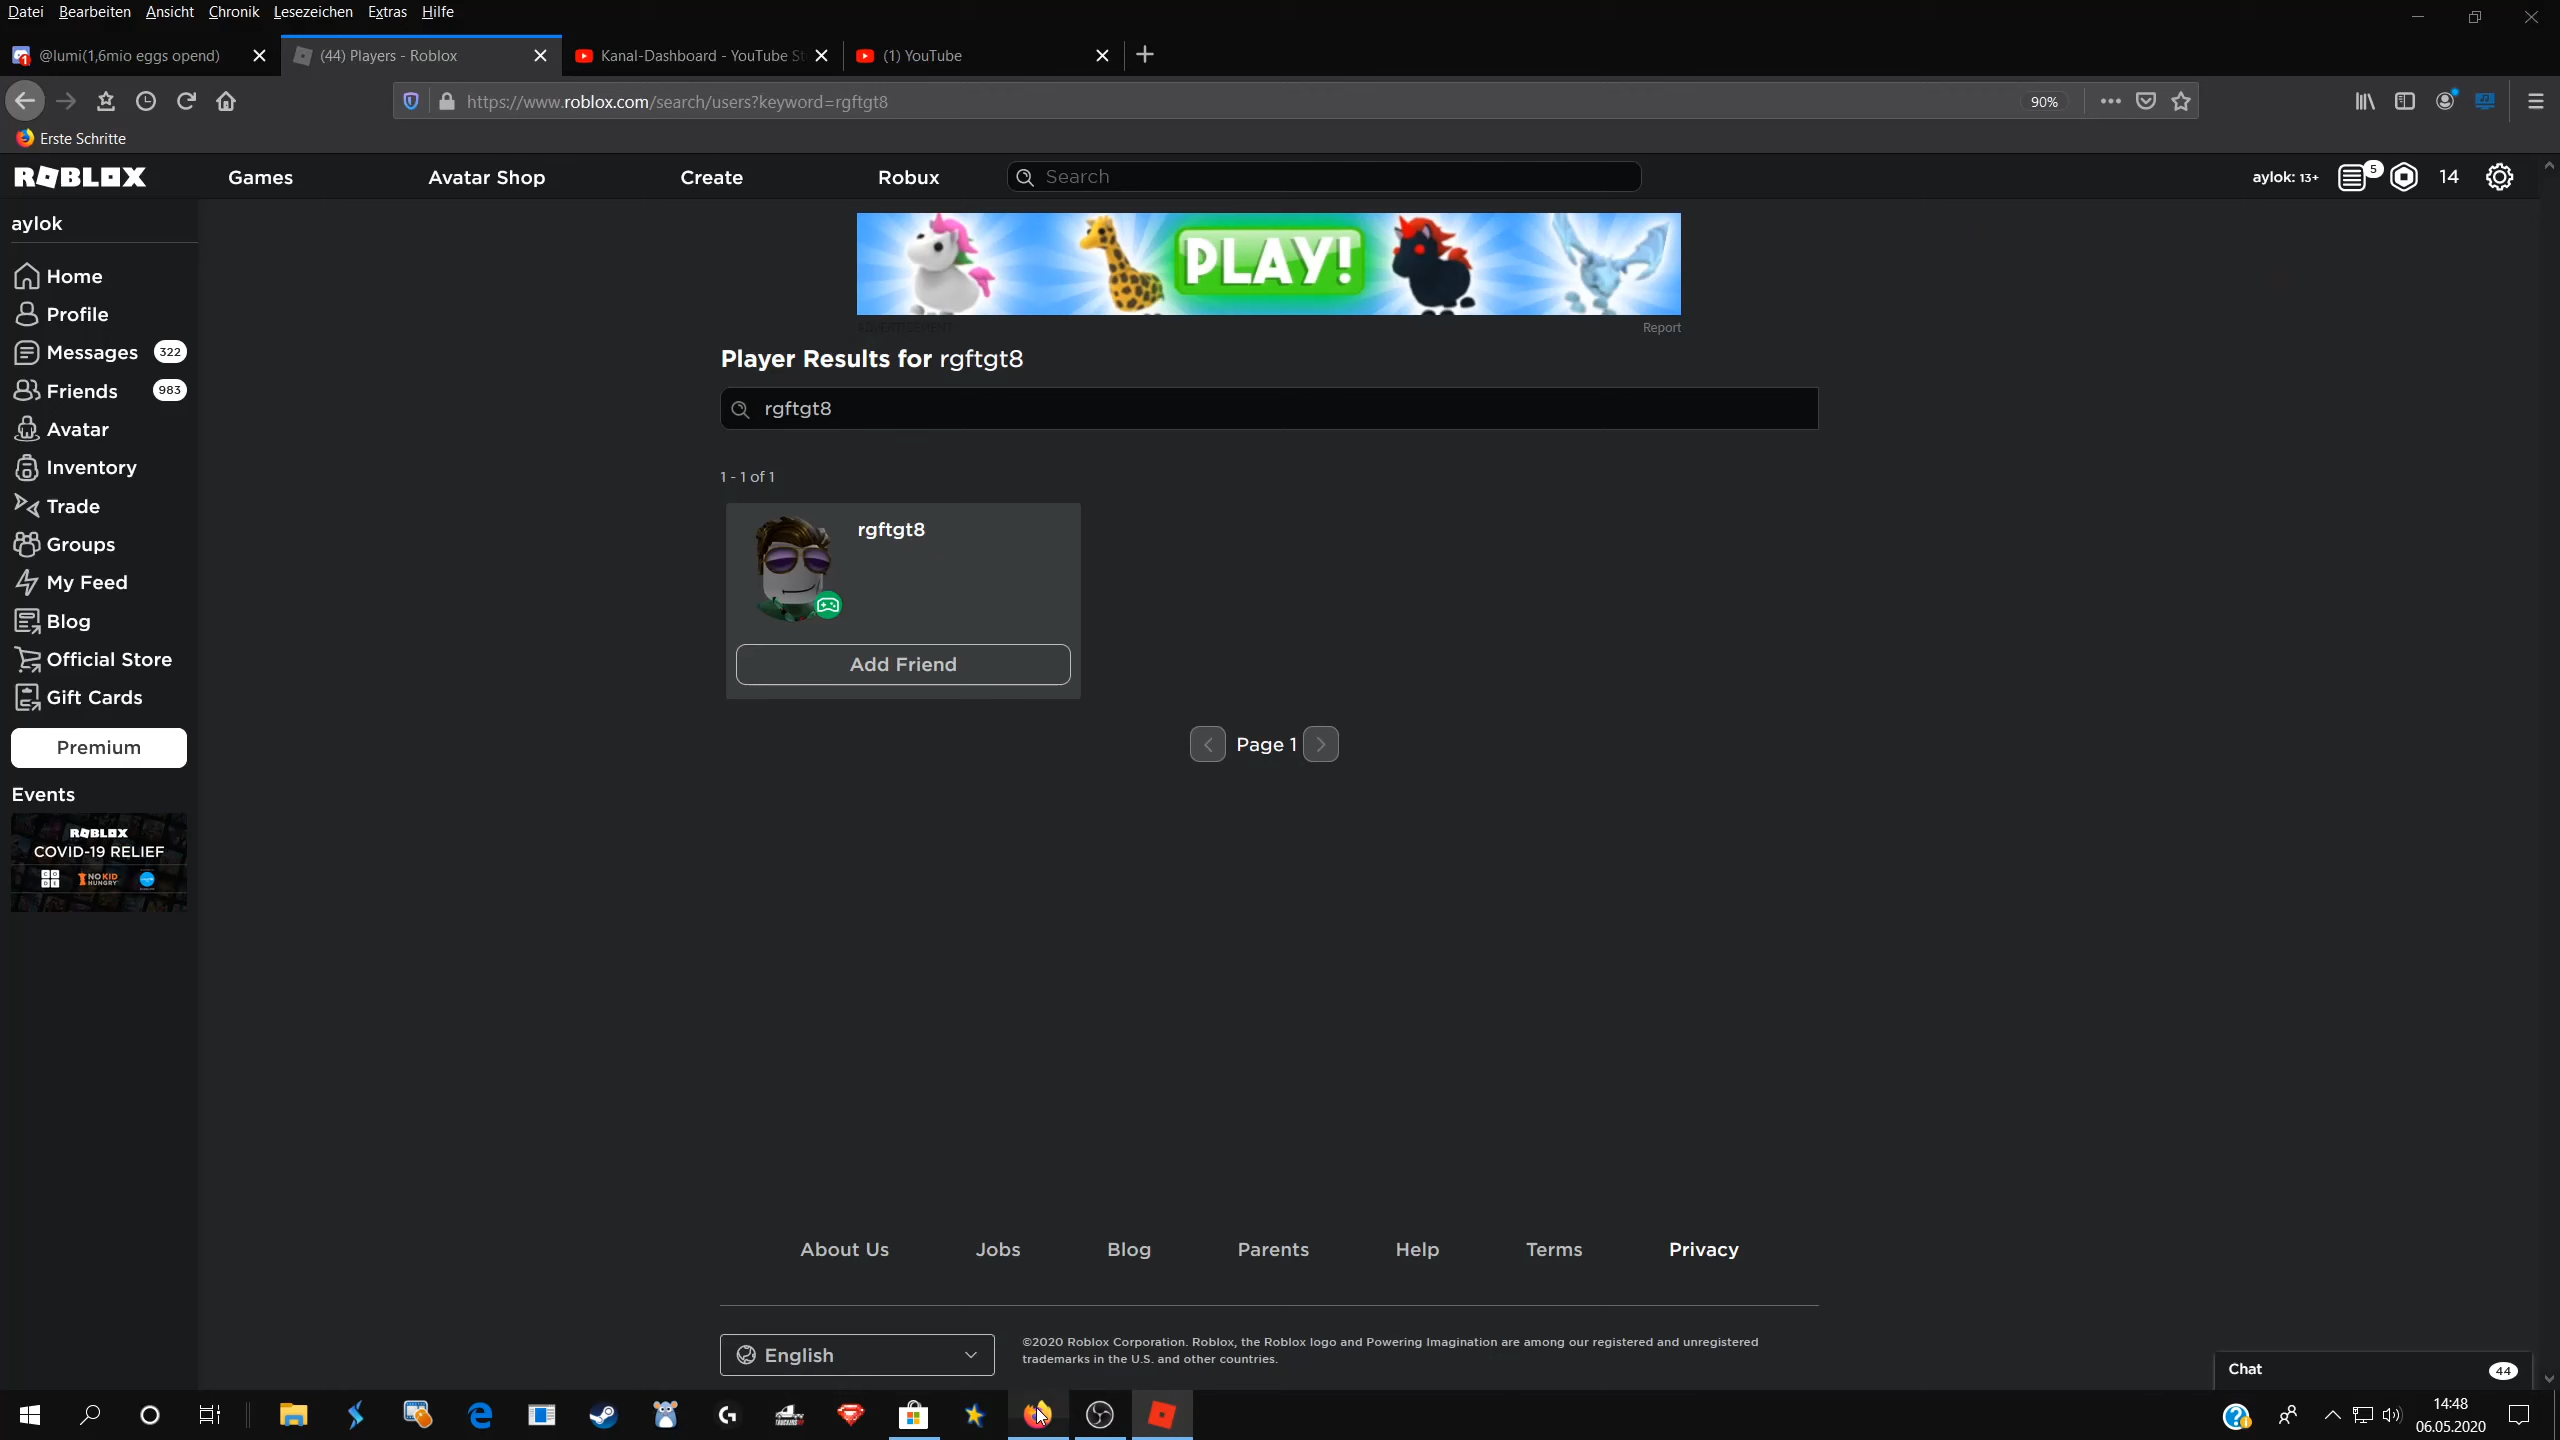 Datei Bearbeiten Ansicht Chronik Lesezeichen Extras Hilfe
@lumi(1,6mio eggs opend) (44) Players - Roblox Kanal-Dashboard - YouTube St (1) YouTube
https://www.roblox.com/search/users?keyword=rgftgt8 90%
Erste Schritte
ROBLOX Games Avatar Shop Create Robux Search aylok: 13+ 5 14
aylok
Home
Profile
Messages 322
Friends 983
Avatar
Inventory
Trade
Groups
My Feed
Blog
Official Store
Gift Cards
Premium
Events
ROBLOX
COVID-19 RELIEF
CODE NO KID HUNGRY
PLAY!
ADVERTISEMENT Report
Player Results for rgftgt8
rgftgt8
1 - 1 of 1
rgftgt8
Add Friend
Page 1
About Us Jobs Blog Parents Help Terms Privacy
English
©2020 Roblox Corporation. Roblox, the Roblox logo and Powering Imagination are among our registered and unregistered
trademarks in the U.S. and other countries.
Chat 44
14:48
06.05.2020